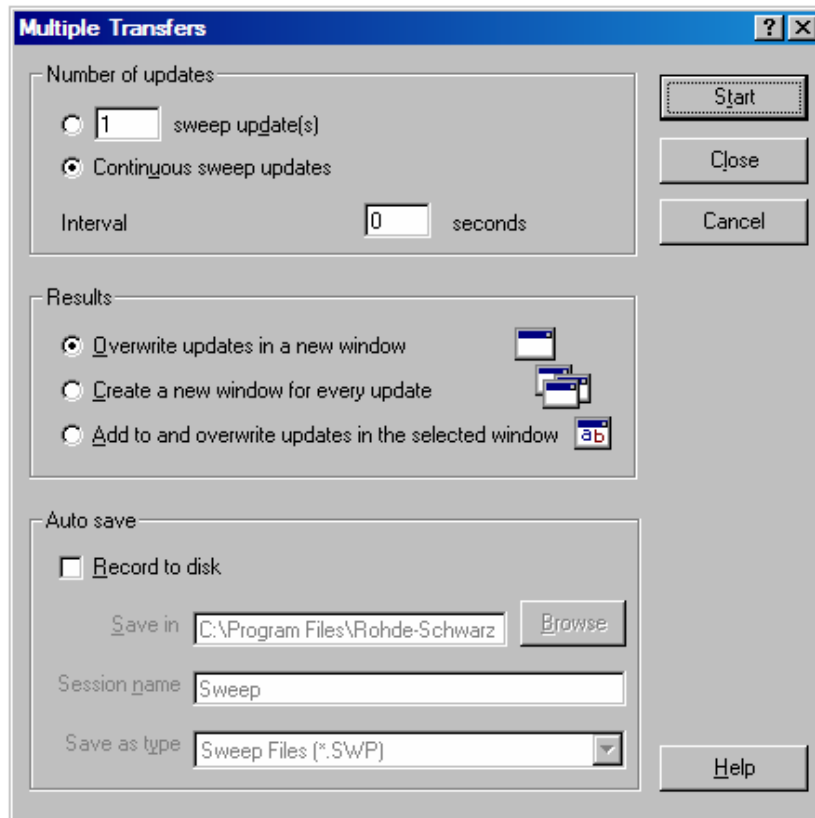 Multiple Transfers
Number of updates
1 sweep update(s)
Continuous sweep updates
Interval 0 seconds
Start
Close
Cancel
Results
Overwrite updates in a new window
Create a new window for every update
Add to and overwrite updates in the selected window ab
Auto save
Record to disk
Save in C:\Program Files\Rohde-Schwarz Browse
Session name Sweep
Save as type Sweep Files (*.SWP)
Help